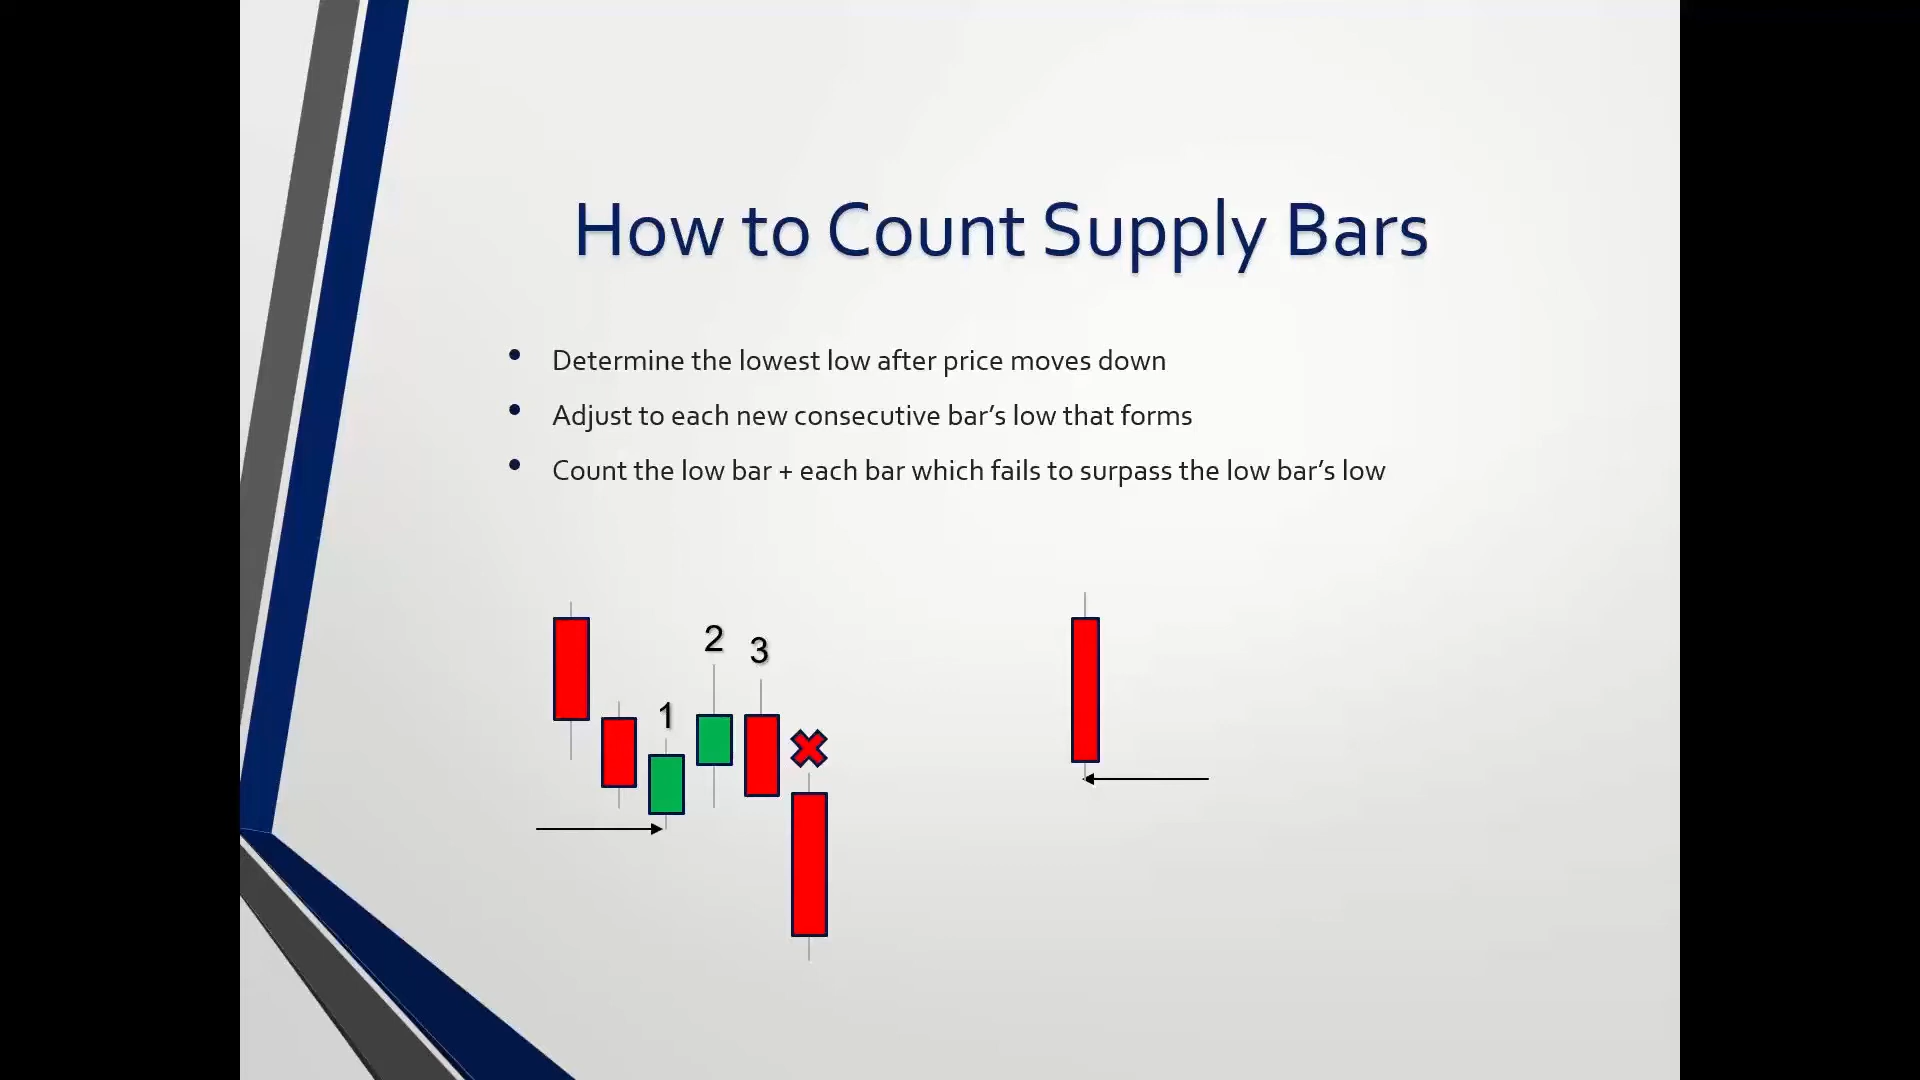 How to Count Supply Bars
• Determine the lowest low after price moves down
• Adjust to each new consecutive bar’s low that forms
• Count the low bar + each bar which fails to surpass the low bar’s low
2
3
1